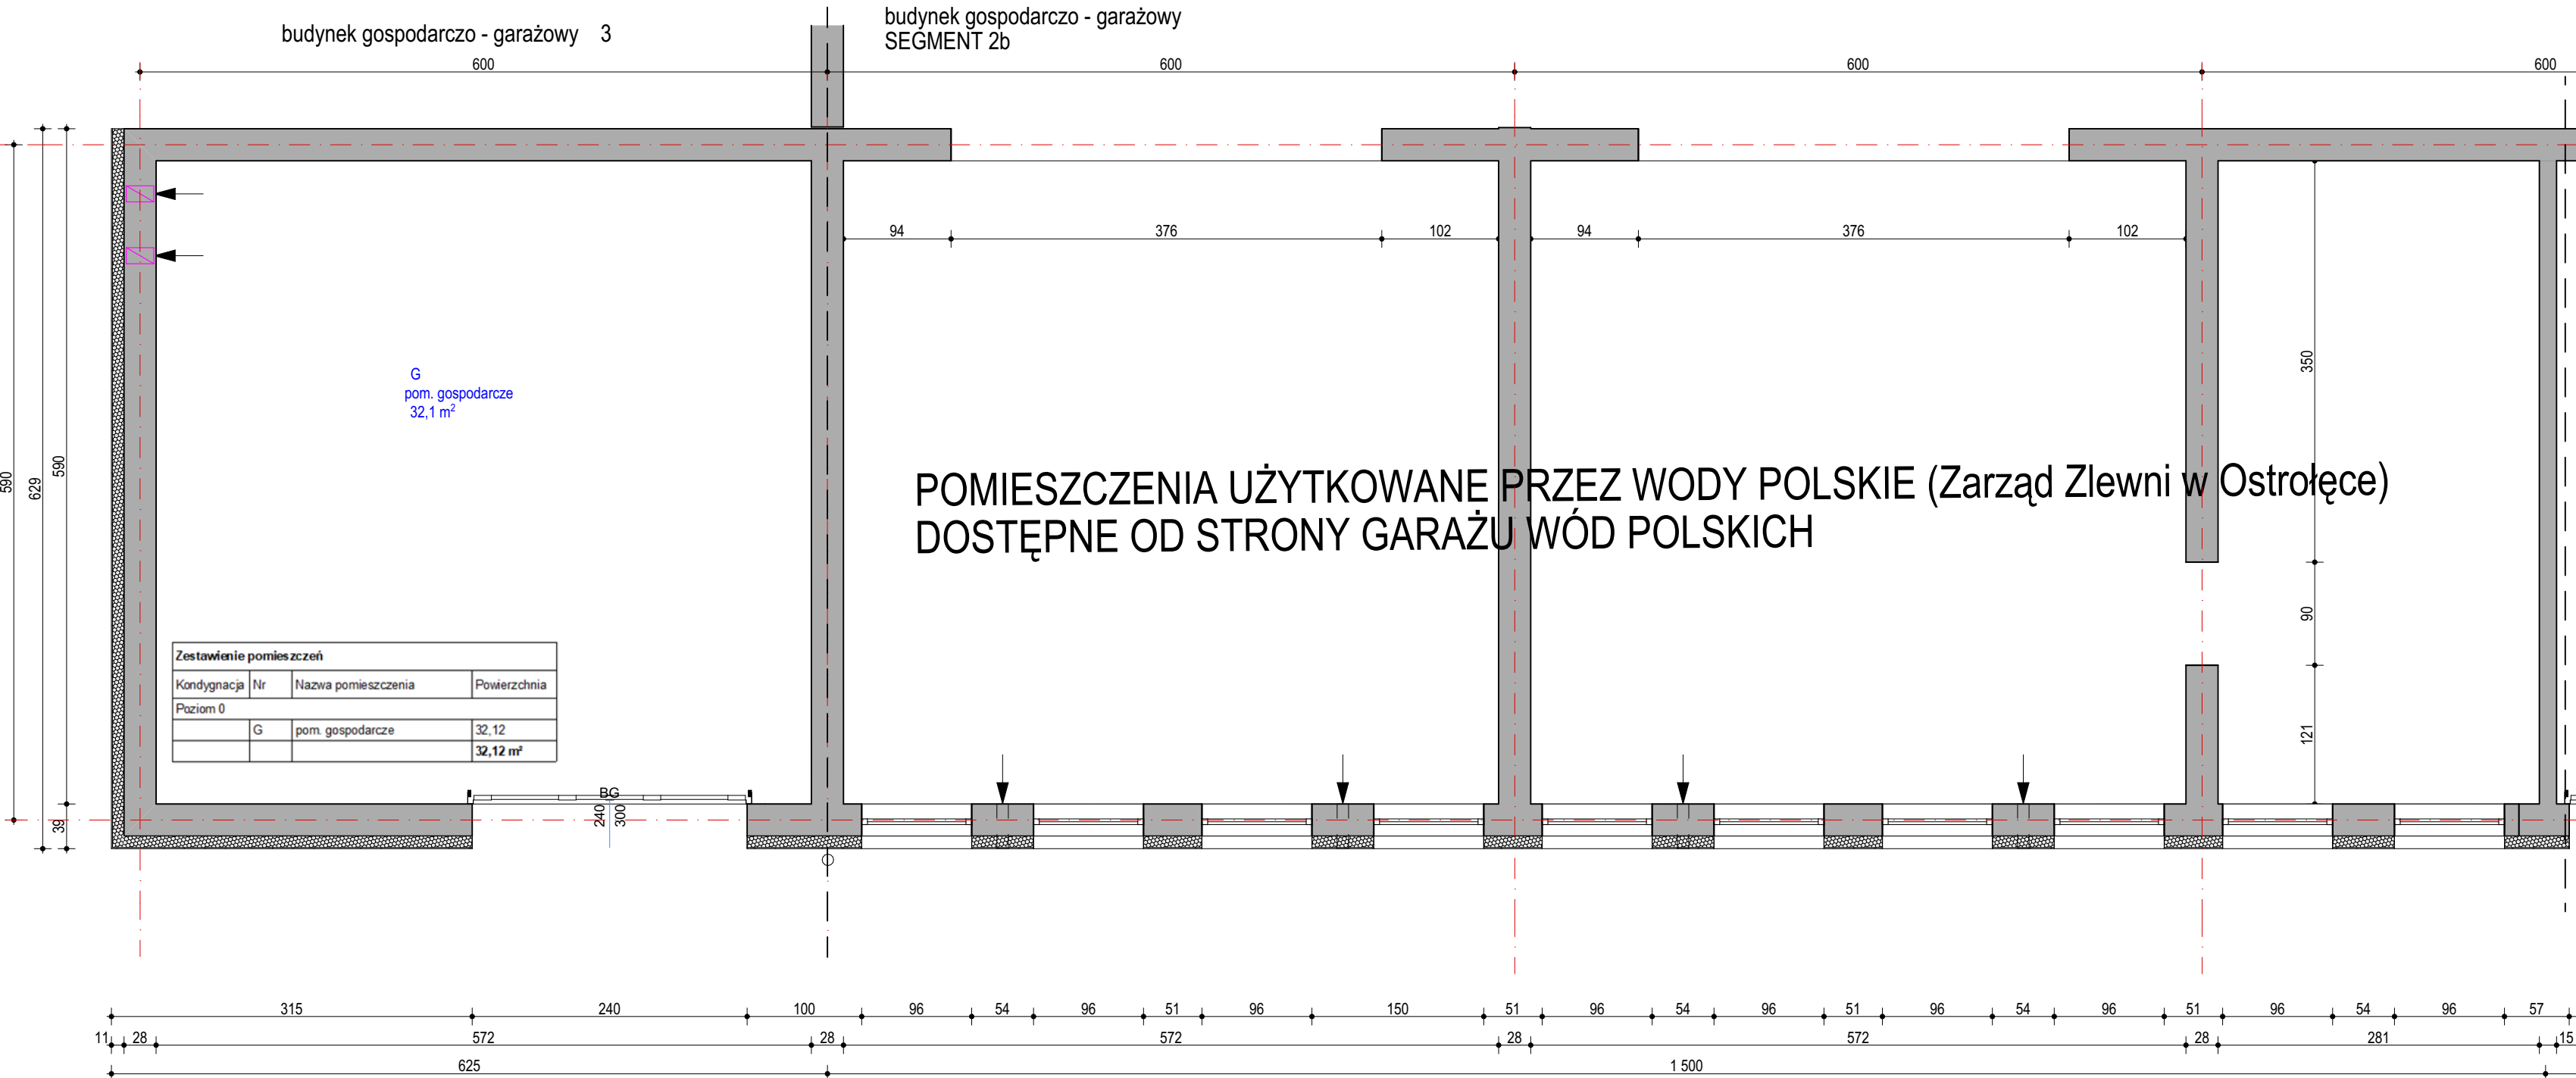 budynek gospodarczo - garażowy 3
budynek gospodarczo - garażowy
SEGMENT 2b
600
600
600
600
94
376
102
94
376
102
590
629
590
39
350
90
121
G
pom. gospodarcze
32,1 m²
POMIESZCZENIA UŻYTKOWANE PRZEZ WODY POLSKIE (Zarząd Zlewni w Ostrołęce)
DOSTĘPNE OD STRONY GARAŻU WÓD POLSKICH
Zestawienie pomieszczeń
Kondygnacja Nr Nazwa pomieszczenia Powierzchnia
Poziom 0
G pom. gospodarcze 32,12
32,12 m²
BG
240
300
315 240 100 96 54 96 51 96 150 51 96 54 96 51 96 54 96 51 96 54 96 57
11 28 572 28 572 28 572 28 281 15
625 1 500